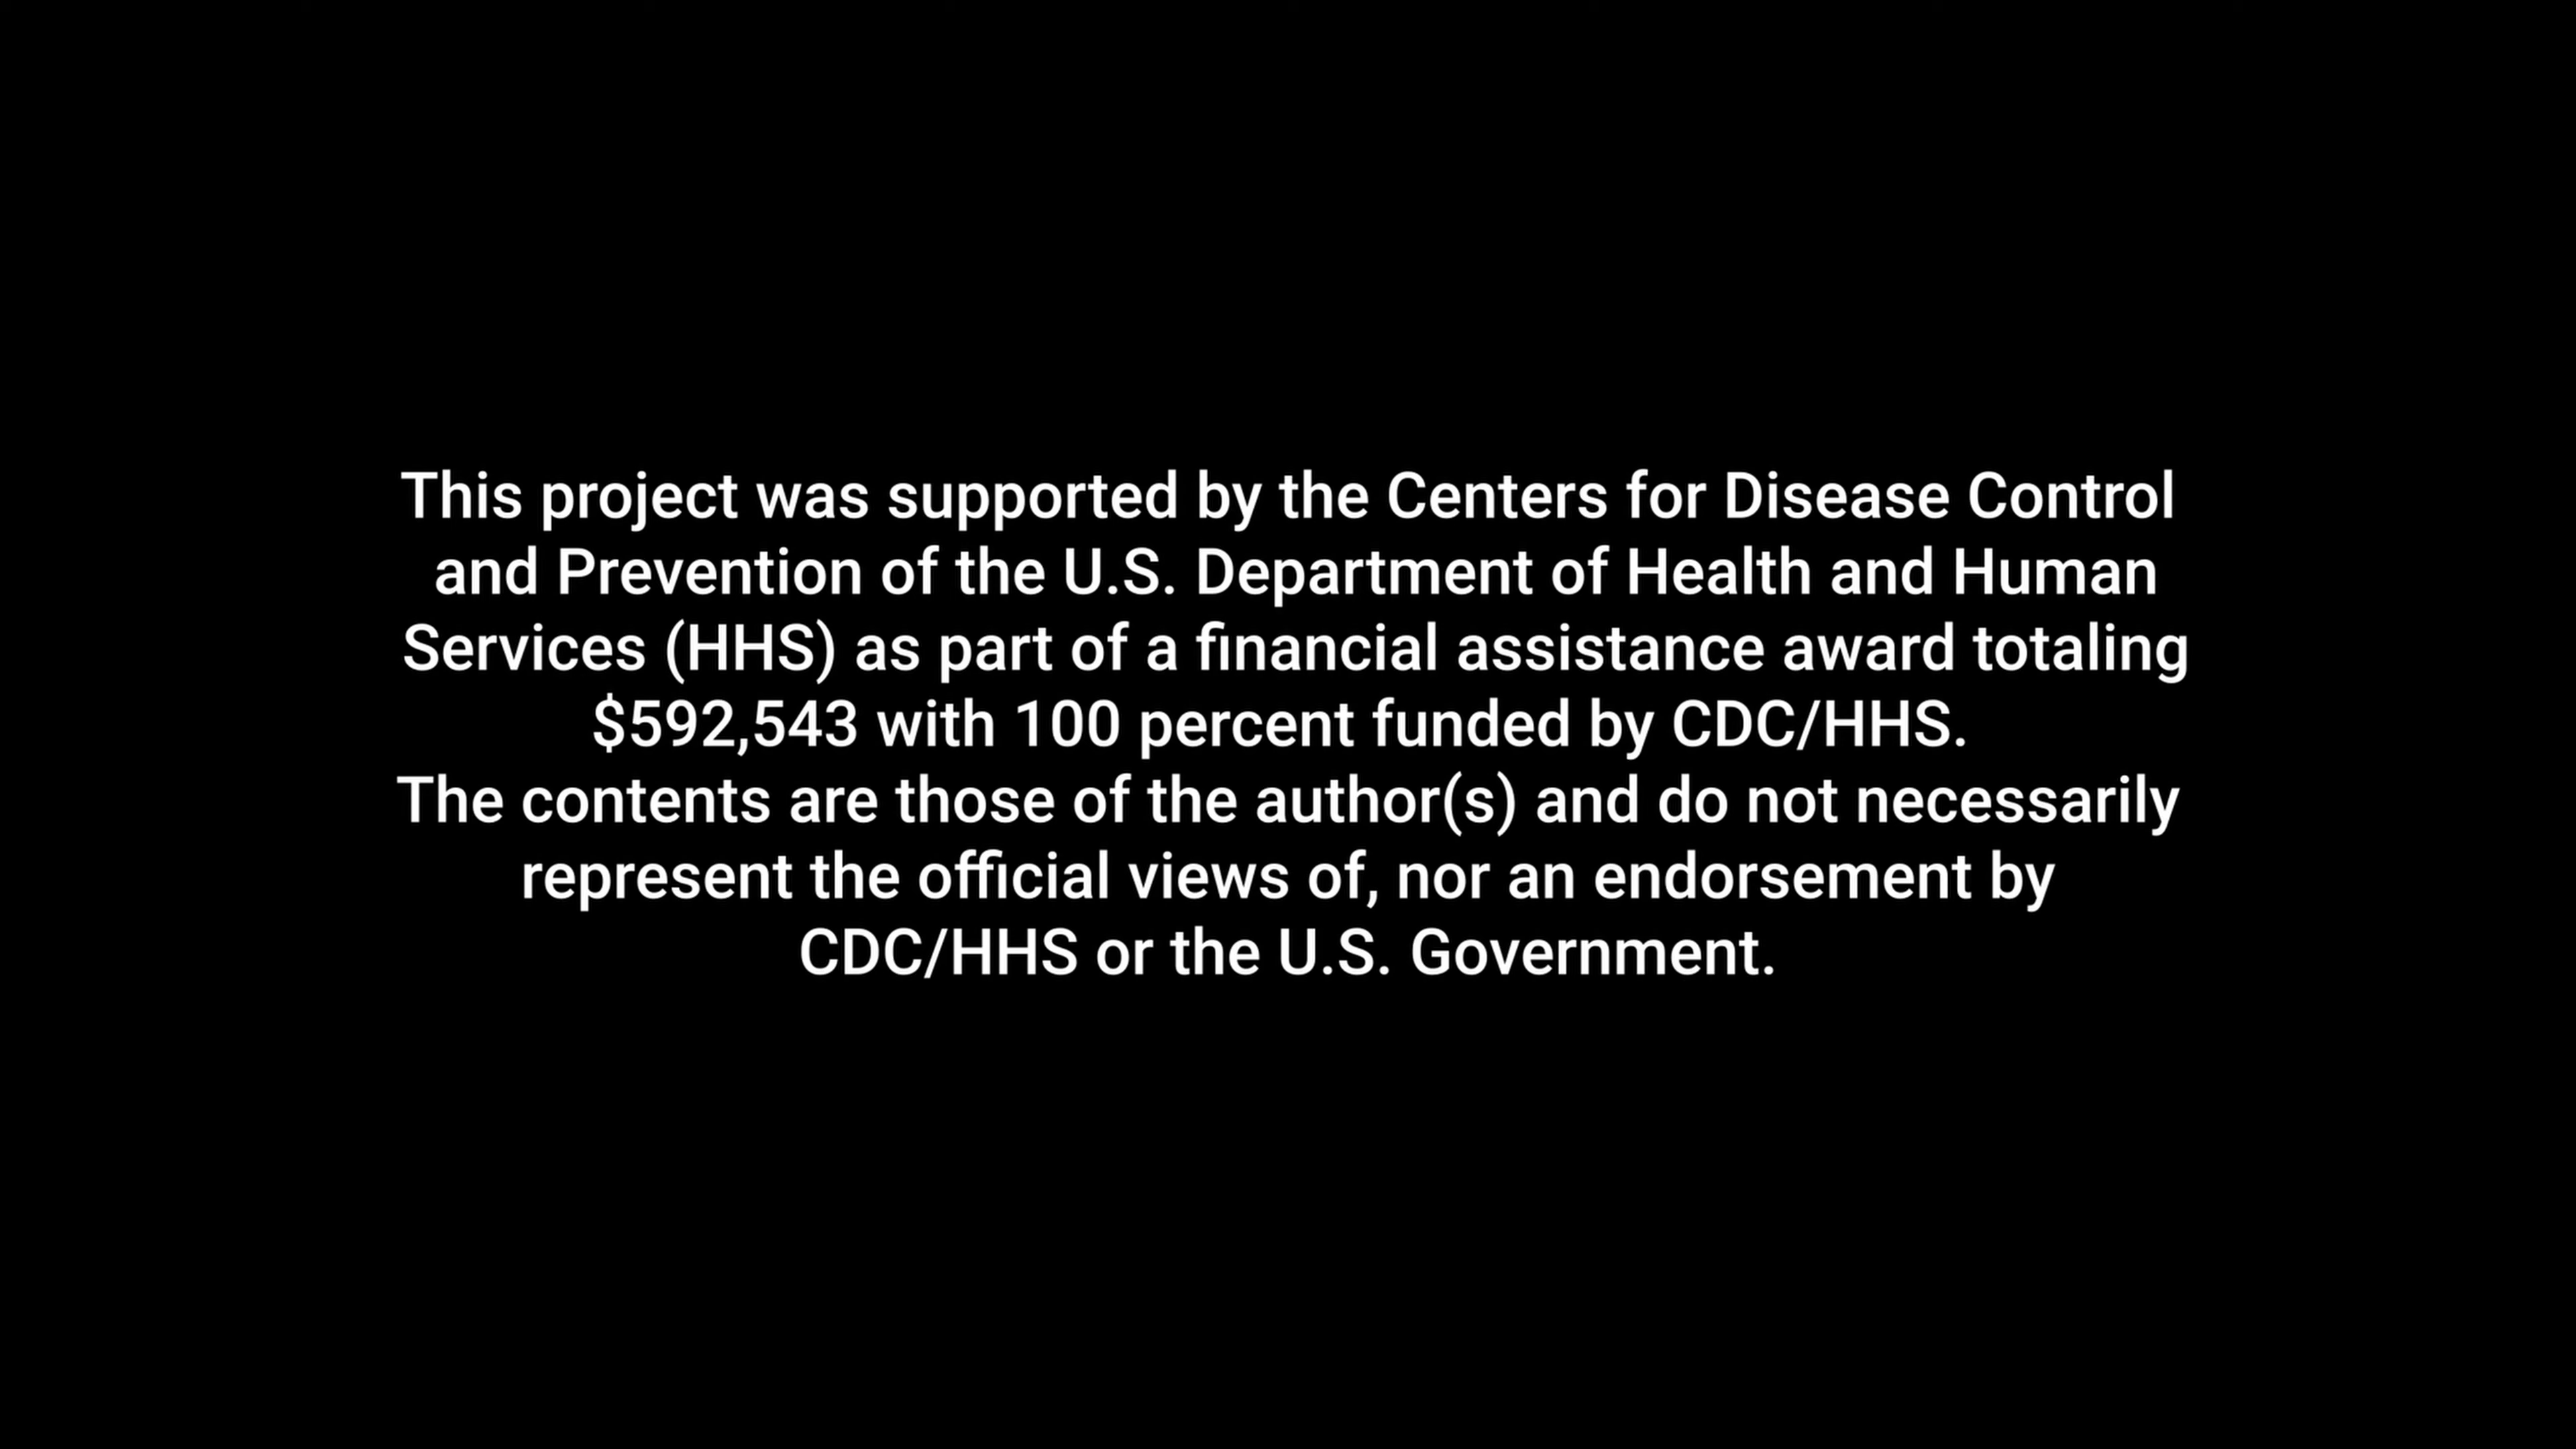 This project was supported by the Centers for Disease Control
and Prevention of the U.S. Department of Health and Human
Services (HHS) as part of a financial assistance award totaling
$592,543 with 100 percent funded by CDC/HHS.
The contents are those of the author(s) and do not necessarily
represent the official views of, nor an endorsement by
CDC/HHS or the U.S. Government.